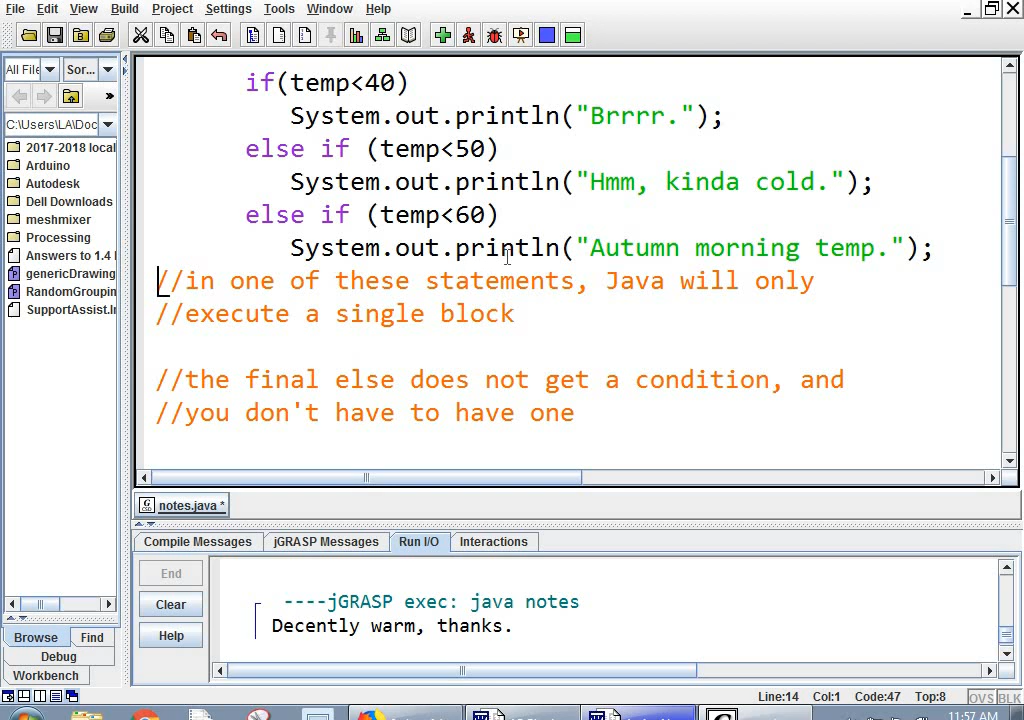 File Edit View Build Project Settings Tools Window Help
All File Sor...
C:\Users\LA\Doc
2017-2018 local
Arduino
Autodesk
Dell Downloads
meshmixer
Processing
Answers to 1.4 l
genericDrawing
RandomGrouping
SupportAssist.In
Browse Find
Debug
Workbench
if(temp<40)
System.out.println("Brrrr.");
else if (temp<50)
System.out.println("Hmm, kinda cold.");
else if (temp<60)
System.out.println("Autumn morning temp.");
//in one of these statements, Java will only
//execute a single block
//the final else does not get a condition, and
//you don't have to have one
notes.java *
Compile Messages jGRASP Messages Run I/O Interactions
End
Clear
Help
----jGRASP exec: java notes
Decently warm, thanks.
Line:14 Col:1 Code:47 Top:8 OVS BLK
11:57 AM